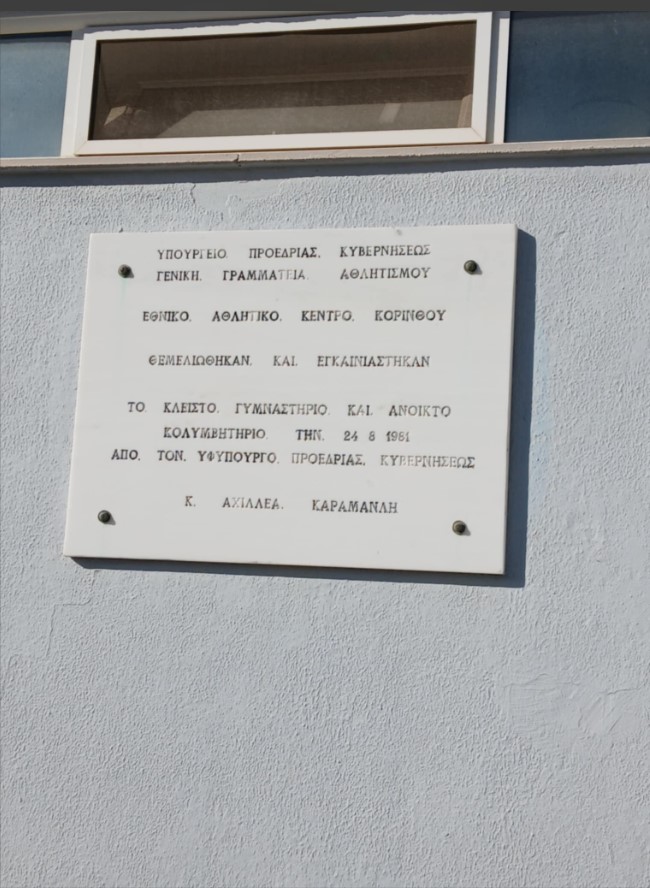 ΥΠΟΥΡΓΕΙΟ. ΠΡΟΕΔΡΙΑΣ. ΚΥΒΕΡΝΗΣΕΩΣ
ΓΕΝΙΚΗ. ΓΡΑΜΜΑΤΕΙΑ. ΑΘΛΗΤΙΣΜΟΥ
ΕΘΝΙΚΟ. ΑΘΛΗΤΙΚΟ. ΚΕΝΤΡΟ. ΚΟΡΙΝΘΟΥ
ΘΕΜΕΛΙΩΘΗΚΑΝ. ΚΑΙ. ΕΓΚΑΙΝΙΑΣΤΗΚΑΝ
ΤΟ. ΚΛΕΙΣΤΟ. ΓΥΜΝΑΣΤΗΡΙΟ. ΚΑΙ. ΑΝΟΙΚΤΟ
ΚΟΛΥΜΒΗΤΗΡΙΟ. ΤΗΝ. 24 8 1981
ΑΠΟ. ΤΟΝ. ΥΦΥΠΟΥΡΓΟ. ΠΡΟΕΔΡΙΑΣ. ΚΥΒΕΡΝΗΣΕΩΣ
Κ. ΑΧΙΛΛΕΑ. ΚΑΡΑΜΑΝΛΗ